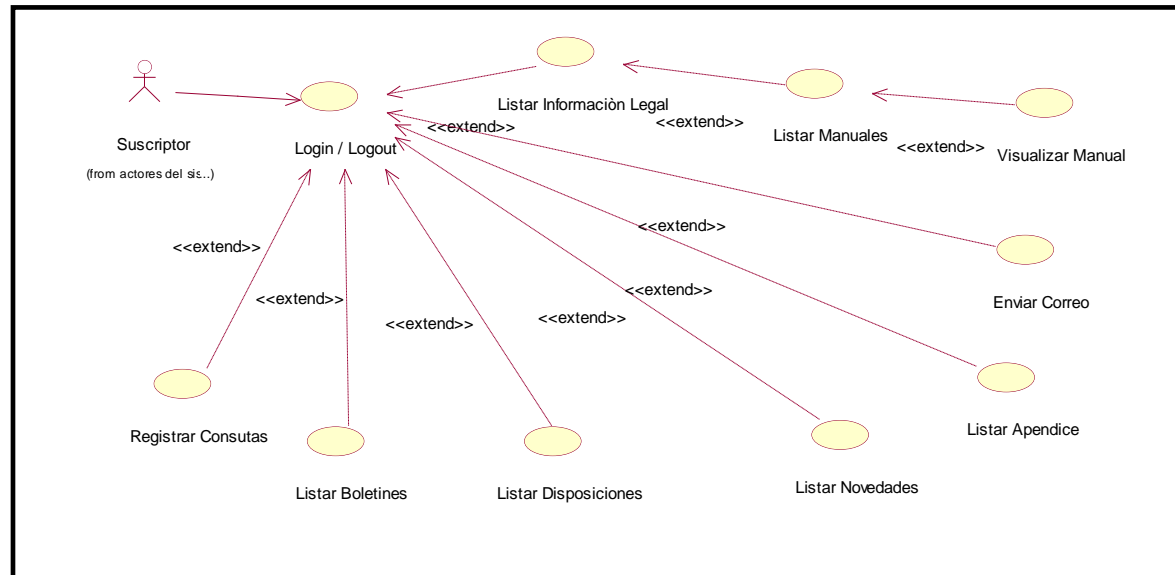 Listar Informaciòn Legal
<<extend>>
Suscriptor
(from actores del sis...)
Login / Logout
<<extend>>
Listar Manuales
<<extend>>
Visualizar Manual
<<extend>>
<<extend>>
Enviar Correo
<<extend>>
<<extend>>
<<extend>>
<<extend>>
Registrar Consutas
Listar Boletines
Listar Disposiciones
Listar Novedades
Listar Apendice